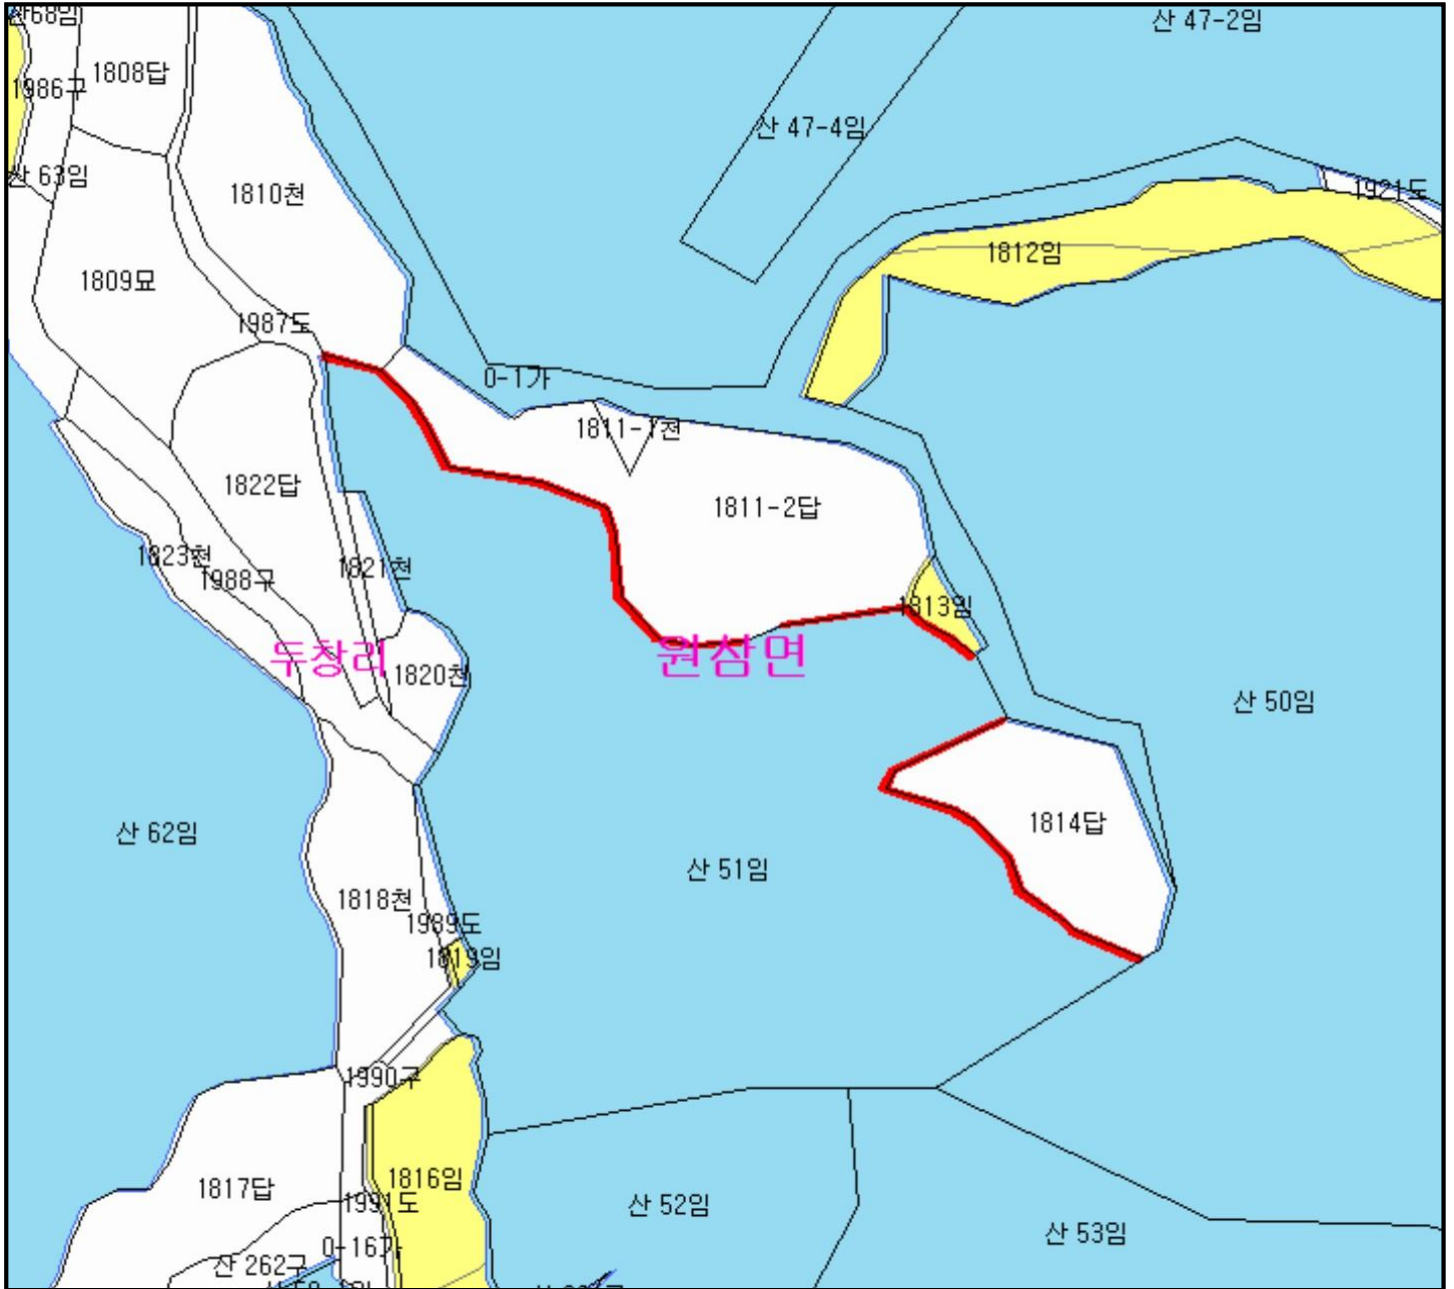 산68임
산 47-2임
1808답
1986구
산 47-4임
산 63임
1921도
1810천
1812임
1809묘
1987도
0-1가
1811-1천
1822답
1811-2답
1823천
1821천
1988구
1813임
두창리
원삼면
1820천
산 50임
1814답
산 62임
산 51임
1818천
1989도
1819임
1990구
1816임
1817답
1991도
산 52임
산 53임
0-16가
산 262구